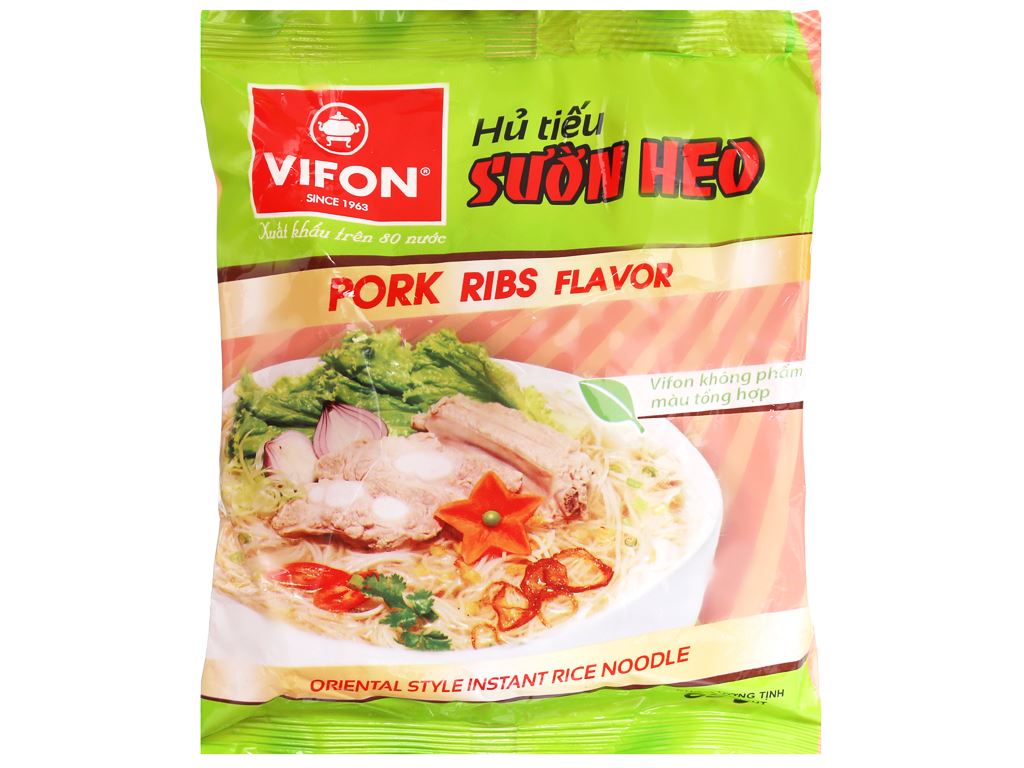 VIFON®
SINCE 1963
Xuất khẩu trên 80 nước
Hủ tiếu
SƯỜN HEO
PORK RIBS FLAVOR
Vifon không phẩm
màu tổng hợp
ORIENTAL STYLE INSTANT RICE NOODLE
TỊNH